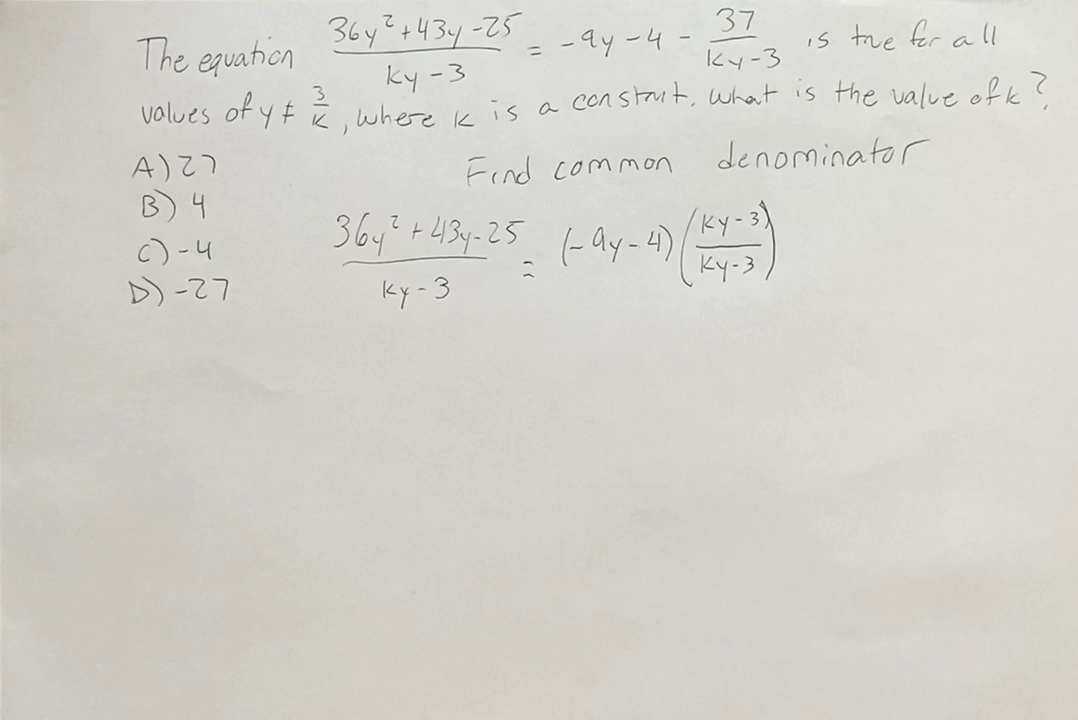 The equation (36y² + 43y - 25)/(ky - 3) = -9y - 4 - 37/(ky - 3) is true for all
values of y ≠ 3/k, where k is a constant. What is the value of k?
A) 27 Find common denominator
B) 4
C) -4
D) -27
(36y² + 43y - 25)/(ky - 3) = (-9y - 4)((ky - 3)/(ky - 3))